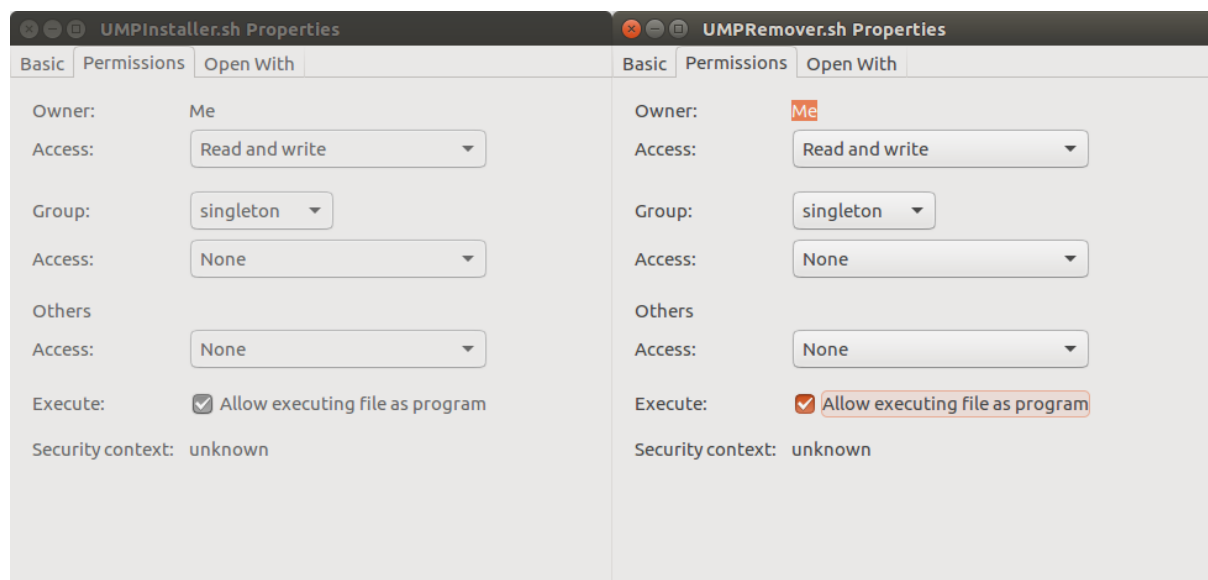 UMPInstaller.sh Properties
Basic Permissions Open With
Owner: Me
Access: Read and write
Group: singleton
Access: None
Others
Access: None
Execute: Allow executing file as program
Security context: unknown
UMPRemover.sh Properties
Basic Permissions Open With
Owner: Me
Access: Read and write
Group: singleton
Access: None
Others
Access: None
Execute: Allow executing file as program
Security context: unknown